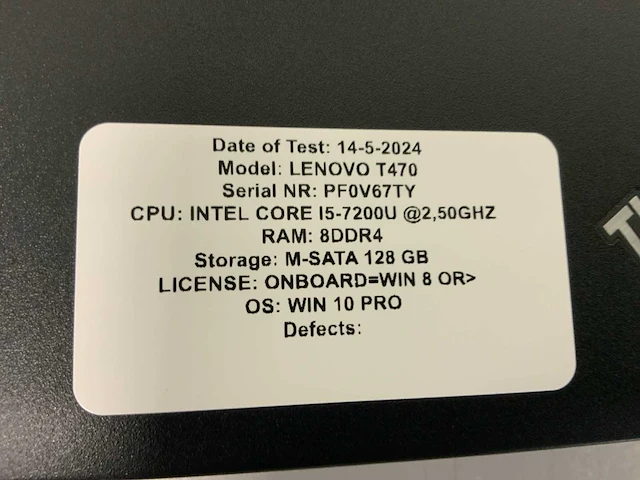 Date of Test: 14-5-2024
Model: LENOVO T470
Serial NR: PF0V67TY
CPU: INTEL CORE I5-7200U @2,50GHZ
RAM: 8DDR4
Storage: M-SATA 128 GB
LICENSE: ONBOARD=WIN 8 OR>
OS: WIN 10 PRO
Defects: